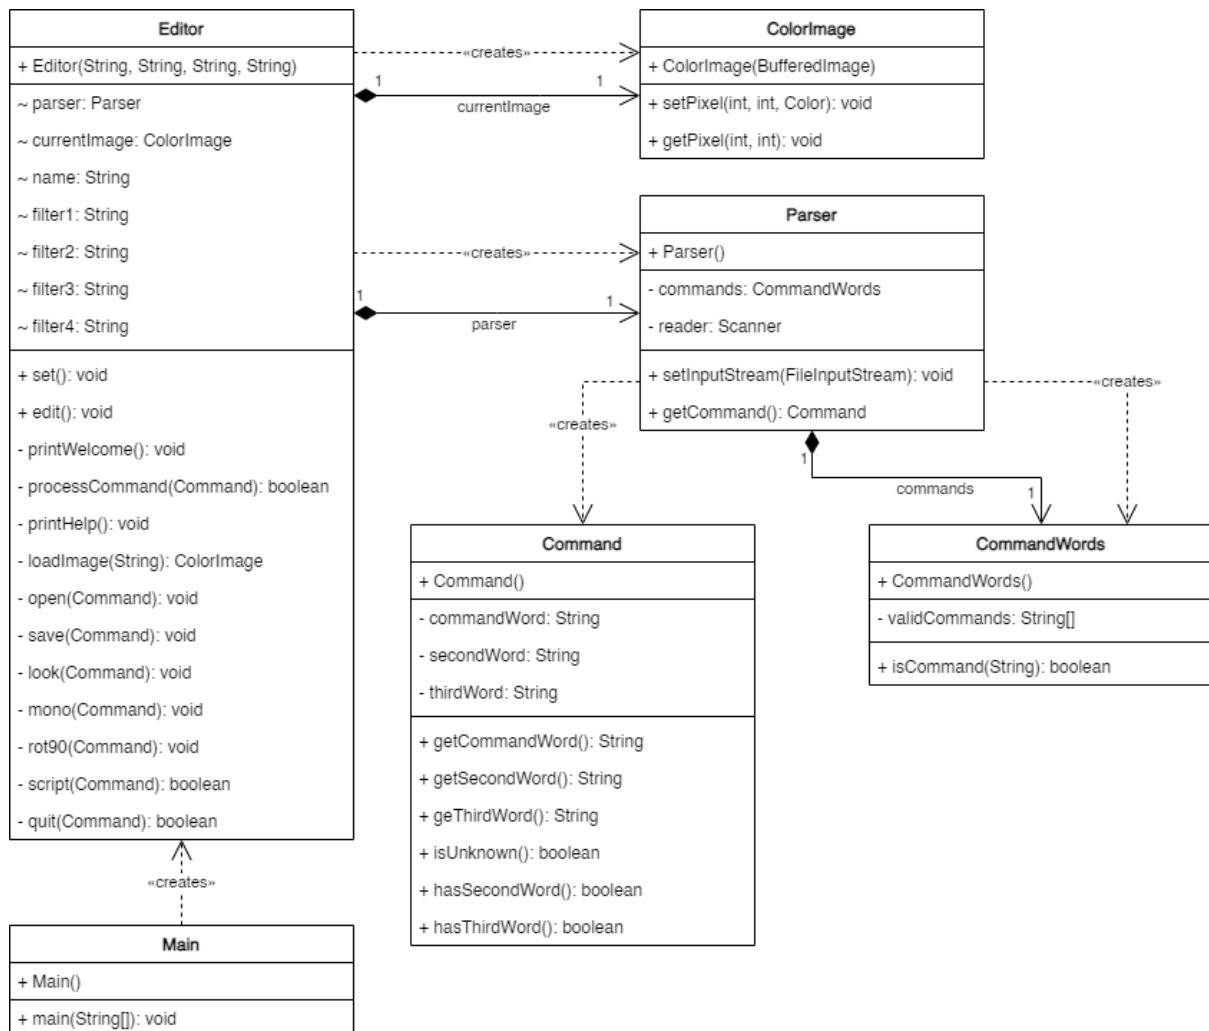 Editor
+ Editor(String, String, String, String)
~ parser: Parser
~ currentImage: ColorImage
~ name: String
~ filter1: String
~ filter2: String
~ filter3: String
~ filter4: String
+ set(): void
+ edit(): void
- printWelcome(): void
- processCommand(Command): boolean
- printHelp(): void
- loadImage(String): ColorImage
- open(Command): void
- save(Command): void
- look(Command): void
- mono(Command): void
- rot90(Command): void
- script(Command): boolean
- quit(Command): boolean
«creates»
1
1
currentImage
ColorImage
+ ColorImage(BufferedImage)
+ setPixel(int, int, Color): void
+ getPixel(int, int): void
«creates»
1
1
parser
Parser
+ Parser()
- commands: CommandWords
- reader: Scanner
+ setInputStream(FileInputStream): void
+ getCommand(): Command
«creates»
«creates»
1
commands
1
Command
+ Command()
- commandWord: String
- secondWord: String
- thirdWord: String
+ getCommandWord(): String
+ getSecondWord(): String
+ geThirdWord(): String
+ isUnknown(): boolean
+ hasSecondWord(): boolean
+ hasThirdWord(): boolean
CommandWords
+ CommandWords()
- validCommands: String[]
+ isCommand(String): boolean
«creates»
Main
+ Main()
+ main(String[]): void